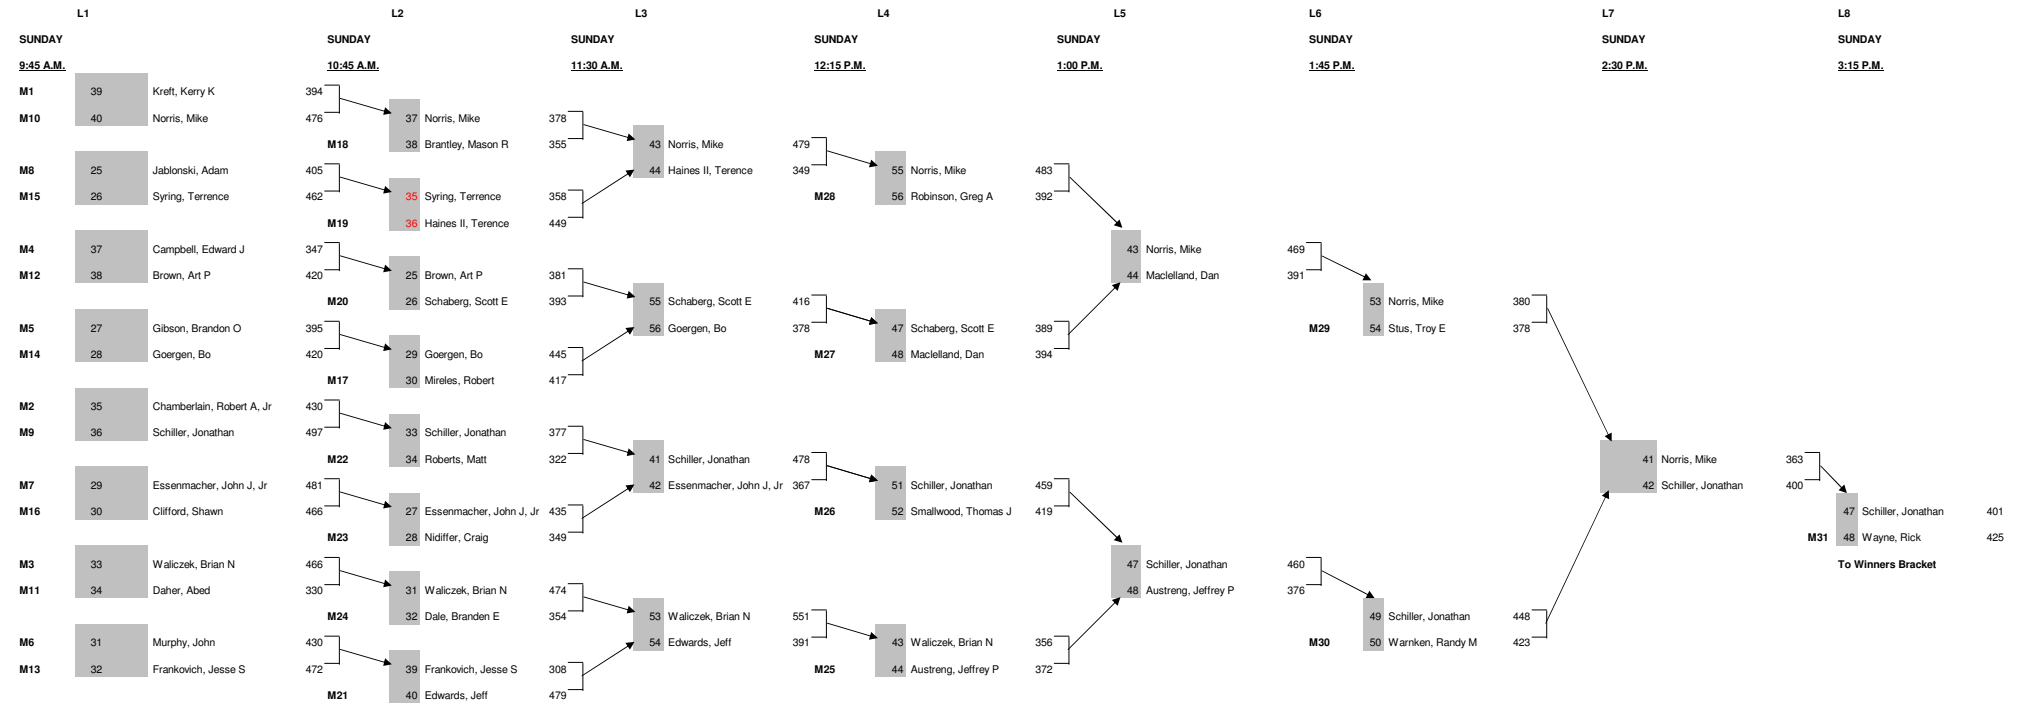 L1 L2 L3 L4 L5 L6 L7 L8
SUNDAY SUNDAY SUNDAY SUNDAY SUNDAY SUNDAY SUNDAY SUNDAY
9:45 A.M. 10:45 A.M. 11:30 A.M. 12:15 P.M. 1:00 P.M. 1:45 P.M. 2:30 P.M. 3:15 P.M.
M1 39 Kreft, Kerry K 394
M10 40 Norris, Mike 476 37 Norris, Mike 378
M18 38 Brantley, Mason R 355 43 Norris, Mike 479
M8 25 Jablonski, Adam 405 44 Haines II, Terence 349 55 Norris, Mike 483
M15 26 Syring, Terrence 462 35 Syring, Terrence 358 M28 56 Robinson, Greg A 392
M19 36 Haines II, Terence 449
M4 37 Campbell, Edward J 347 43 Norris, Mike 469
M12 38 Brown, Art P 420 25 Brown, Art P 381 44 Maclelland, Dan 391
M20 26 Schaberg, Scott E 393 55 Schaberg, Scott E 416 53 Norris, Mike 380
M5 27 Gibson, Brandon O 395 56 Goergen, Bo 378 47 Schaberg, Scott E 389 M29 54 Stus, Troy E 378
M14 28 Goergen, Bo 420 29 Goergen, Bo 445 M27 48 Maclelland, Dan 394
M17 30 Mireles, Robert 417
M2 35 Chamberlain, Robert A, Jr 430
M9 36 Schiller, Jonathan 497 33 Schiller, Jonathan 377
M22 34 Roberts, Matt 322 41 Schiller, Jonathan 478 41 Norris, Mike 363
M7 29 Essenmacher, John J, Jr 481 42 Essenmacher, John J, Jr 367 51 Schiller, Jonathan 459 42 Schiller, Jonathan 400
M16 30 Clifford, Shawn 466 27 Essenmacher, John J, Jr 435 M26 52 Smallwood, Thomas J 419 47 Schiller, Jonathan 401
M23 28 Nidiffer, Craig 349 M31 48 Wayne, Rick 425
M3 33 Waliczek, Brian N 466 47 Schiller, Jonathan 460 To Winners Bracket
M11 34 Daher, Abed 330 31 Waliczek, Brian N 474 48 Austreng, Jeffrey P 376
M24 32 Dale, Branden E 354 53 Waliczek, Brian N 551 49 Schiller, Jonathan 448
M6 31 Murphy, John 430 54 Edwards, Jeff 391 43 Waliczek, Brian N 356 M30 50 Warnken, Randy M 423
M13 32 Frankovich, Jesse S 472 39 Frankovich, Jesse S 308 M25 44 Austreng, Jeffrey P 372
M21 40 Edwards, Jeff 479